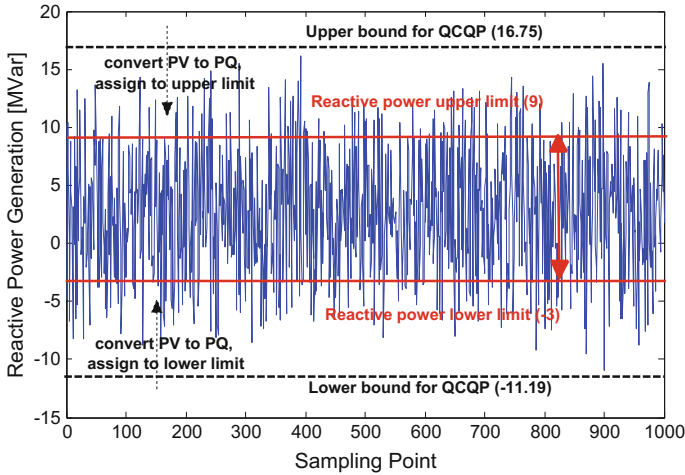 20
Upper bound for QCQP (16.75)
convert PV to PQ,
assign to upper limit
15
Reactive power upper limit (9)
10
5
0
-5
Reactive power lower limit (-3)
convert PV to PQ,
assign to lower limit
-10
Lower bound for QCQP (-11.19)
-15
Reactive Power Generation [MVar]
0 100 200 300 400 500 600 700 800 900 1000
Sampling Point